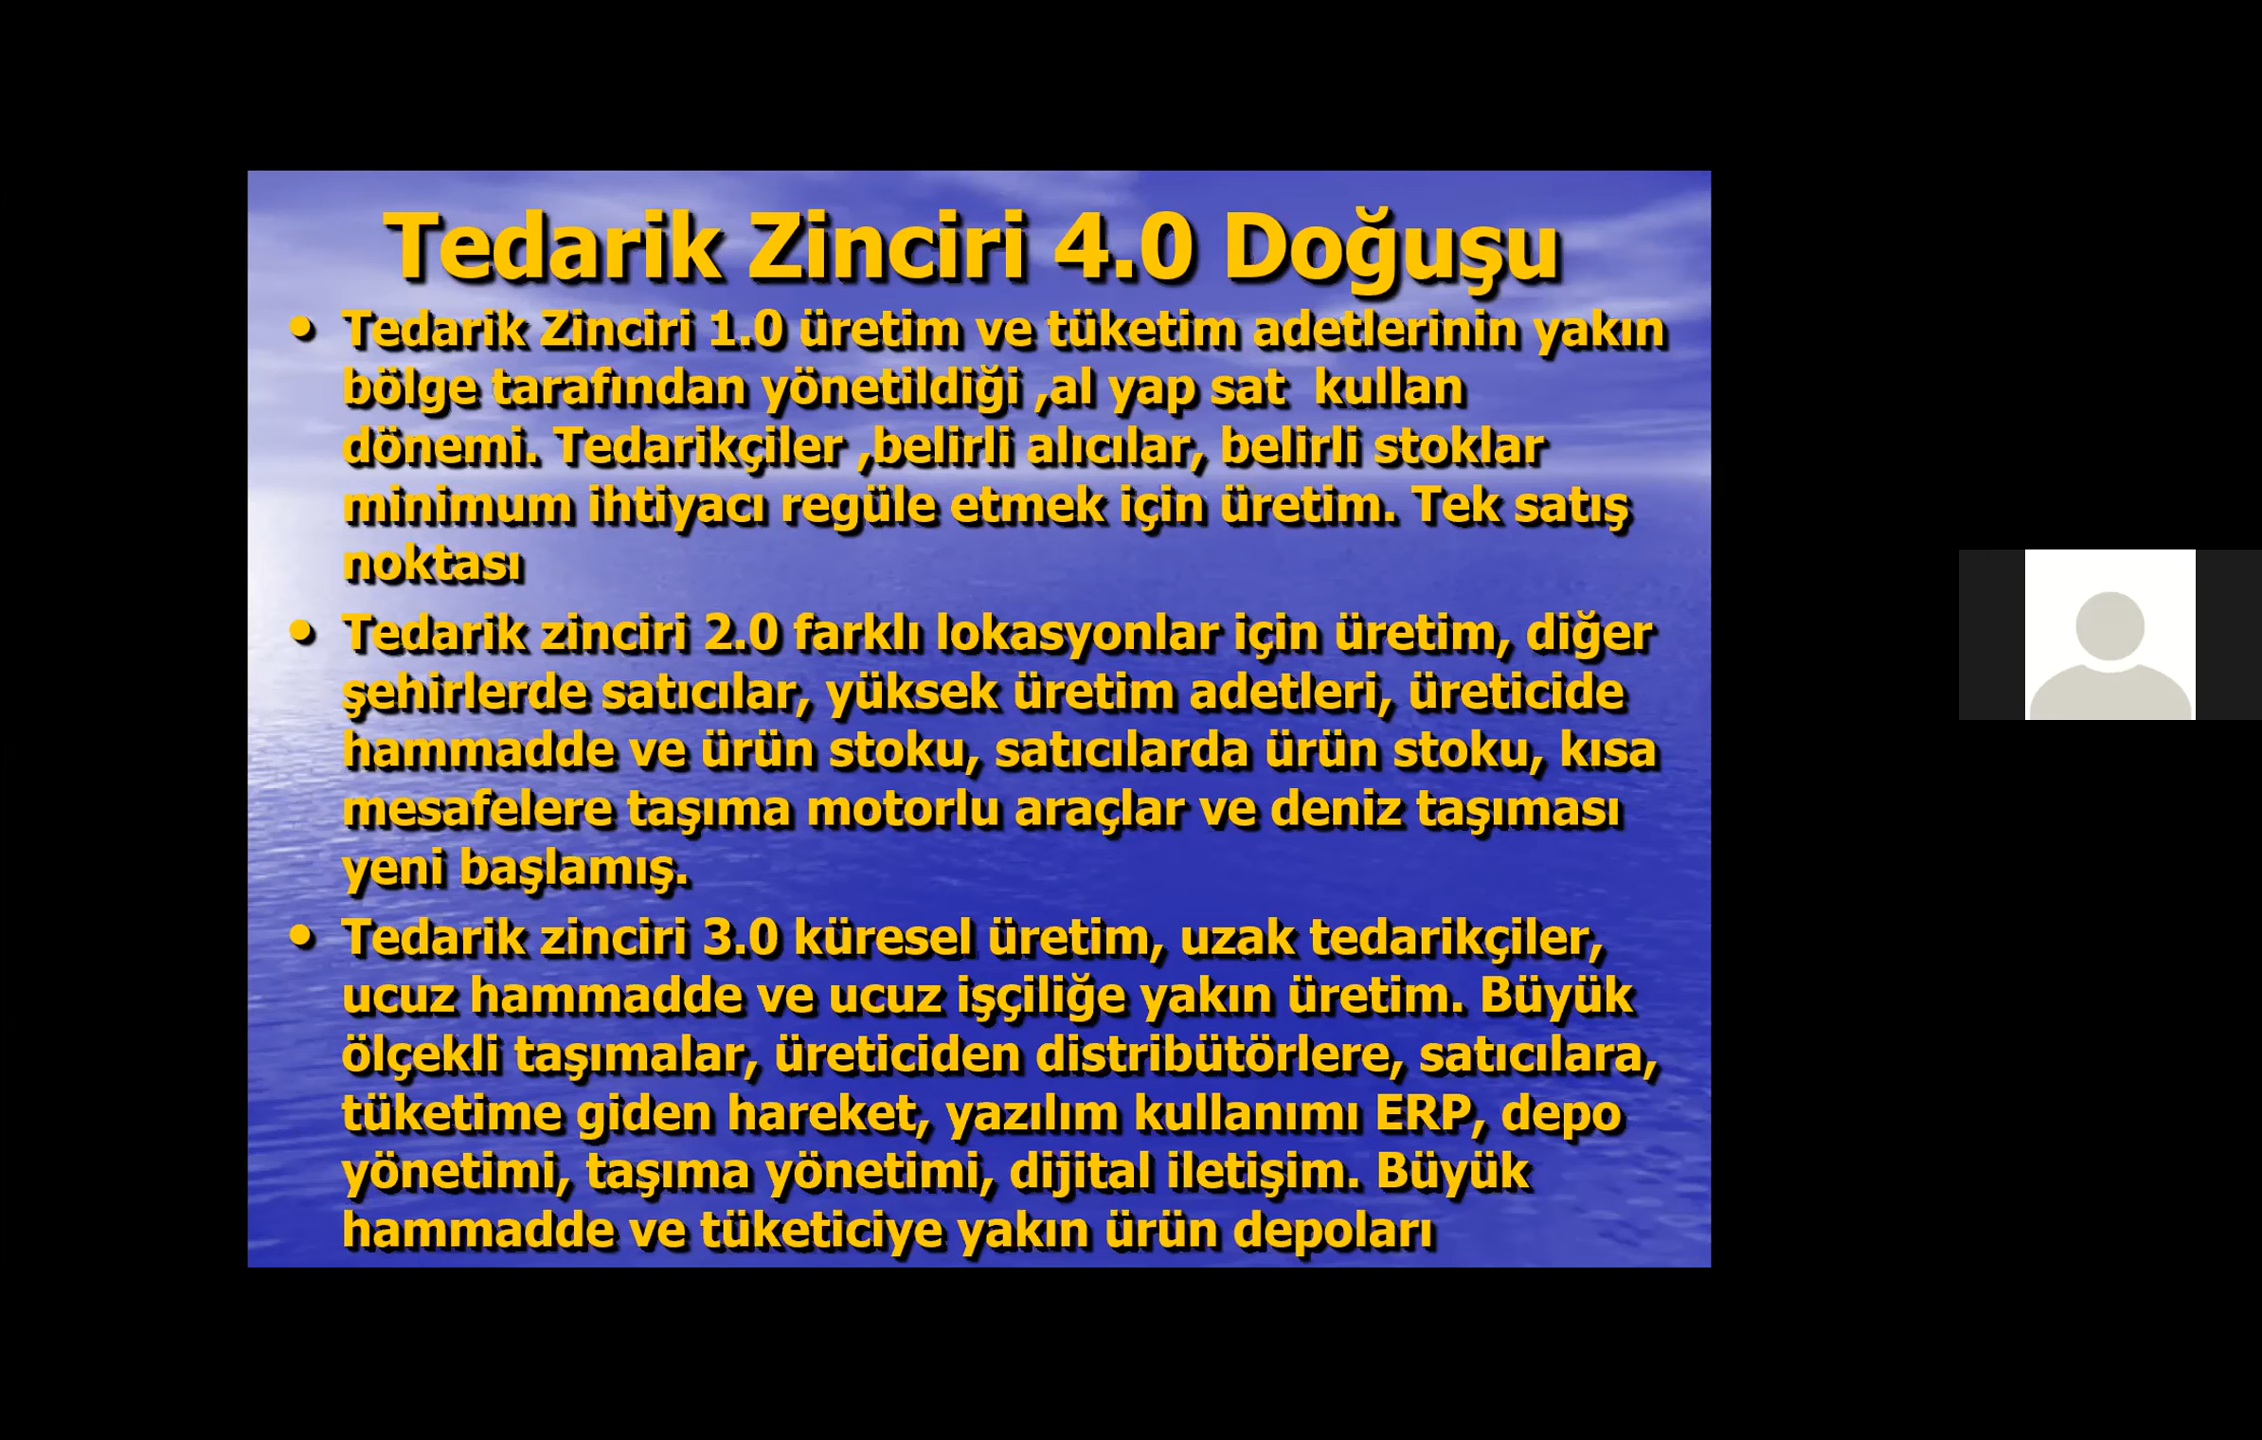 Tedarik Zinciri 4.0 Doğuşu
• Tedarik Zinciri 1.0 üretim ve tüketim adetlerinin yakın
bölge tarafından yönetildiği ,al yap sat  kullan
dönemi. Tedarikçiler ,belirli alıcılar, belirli stoklar
minimum ihtiyacı regüle etmek için üretim. Tek satış
noktası
• Tedarik zinciri 2.0 farklı lokasyonlar için üretim, diğer
şehirlerde satıcılar, yüksek üretim adetleri, üreticide
hammadde ve ürün stoku, satıcılarda ürün stoku, kısa
mesafelere taşıma motorlu araçlar ve deniz taşıması
yeni başlamış.
• Tedarik zinciri 3.0 küresel üretim, uzak tedarikçiler,
ucuz hammadde ve ucuz işçiliğe yakın üretim. Büyük
ölçekli taşımalar, üreticiden distribütörlere, satıcılara,
tüketime giden hareket, yazılım kullanımı ERP, depo
yönetimi, taşıma yönetimi, dijital iletişim. Büyük
hammadde ve tüketiciye yakın ürün depoları